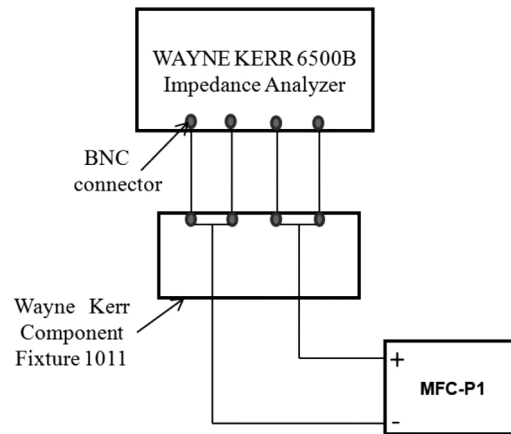 WAYNE KERR 6500B
Impedance Analyzer
BNC
connector
Wayne Kerr
Component
Fixture 1011
+
MFC-P1
-